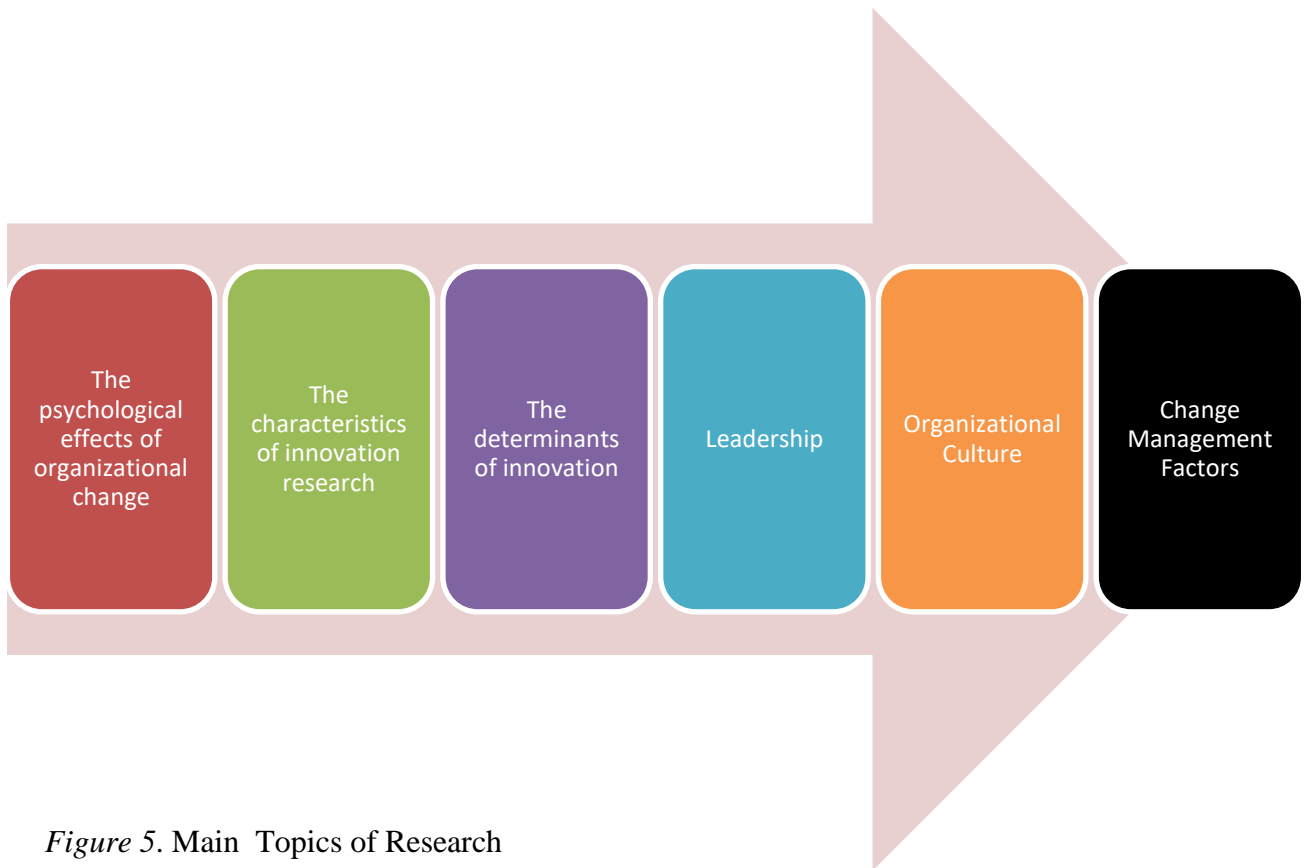 The
psychological
effects of
organizational
change
The
characteristics
of innovation
research
The
determinants
of innovation
Leadership
Organizational
Culture
Change
Management
Factors
Figure 5. Main  Topics of Research